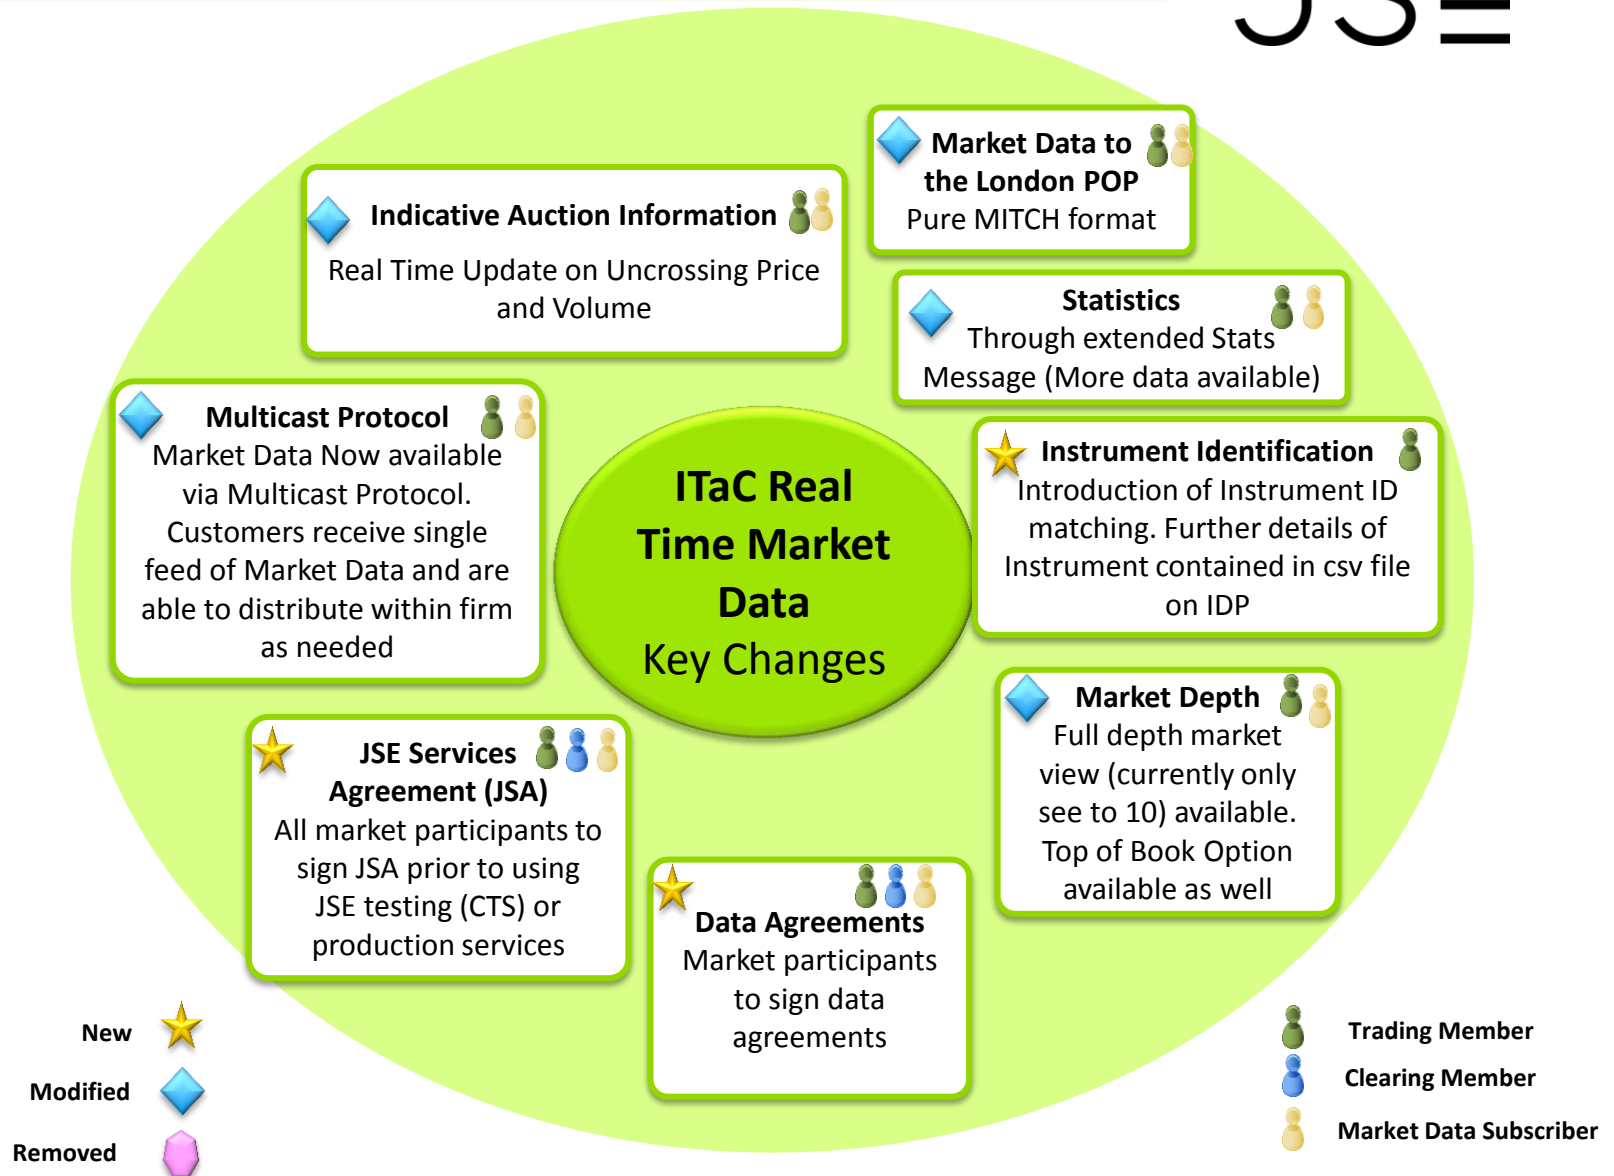 JSE
Market Data to
the London POP
Pure MITCH format
Indicative Auction Information
Real Time Update on Uncrossing Price
and Volume
Statistics
Through extended Stats
Message (More data available)
Multicast Protocol
Market Data Now available
via Multicast Protocol.
Customers receive single
feed of Market Data and are
able to distribute within firm
as needed
ITaC Real
Time Market
Data
Key Changes
Instrument Identification
Introduction of Instrument ID
matching. Further details of
Instrument contained in csv file
on IDP
Market Depth
Full depth market
view (currently only
see to 10) available.
Top of Book Option
available as well
JSE Services
Agreement (JSA)
All market participants to
sign JSA prior to using
JSE testing (CTS) or
production services
Data Agreements
Market participants
to sign data
agreements
New
Modified
Removed
Trading Member
Clearing Member
Market Data Subscriber